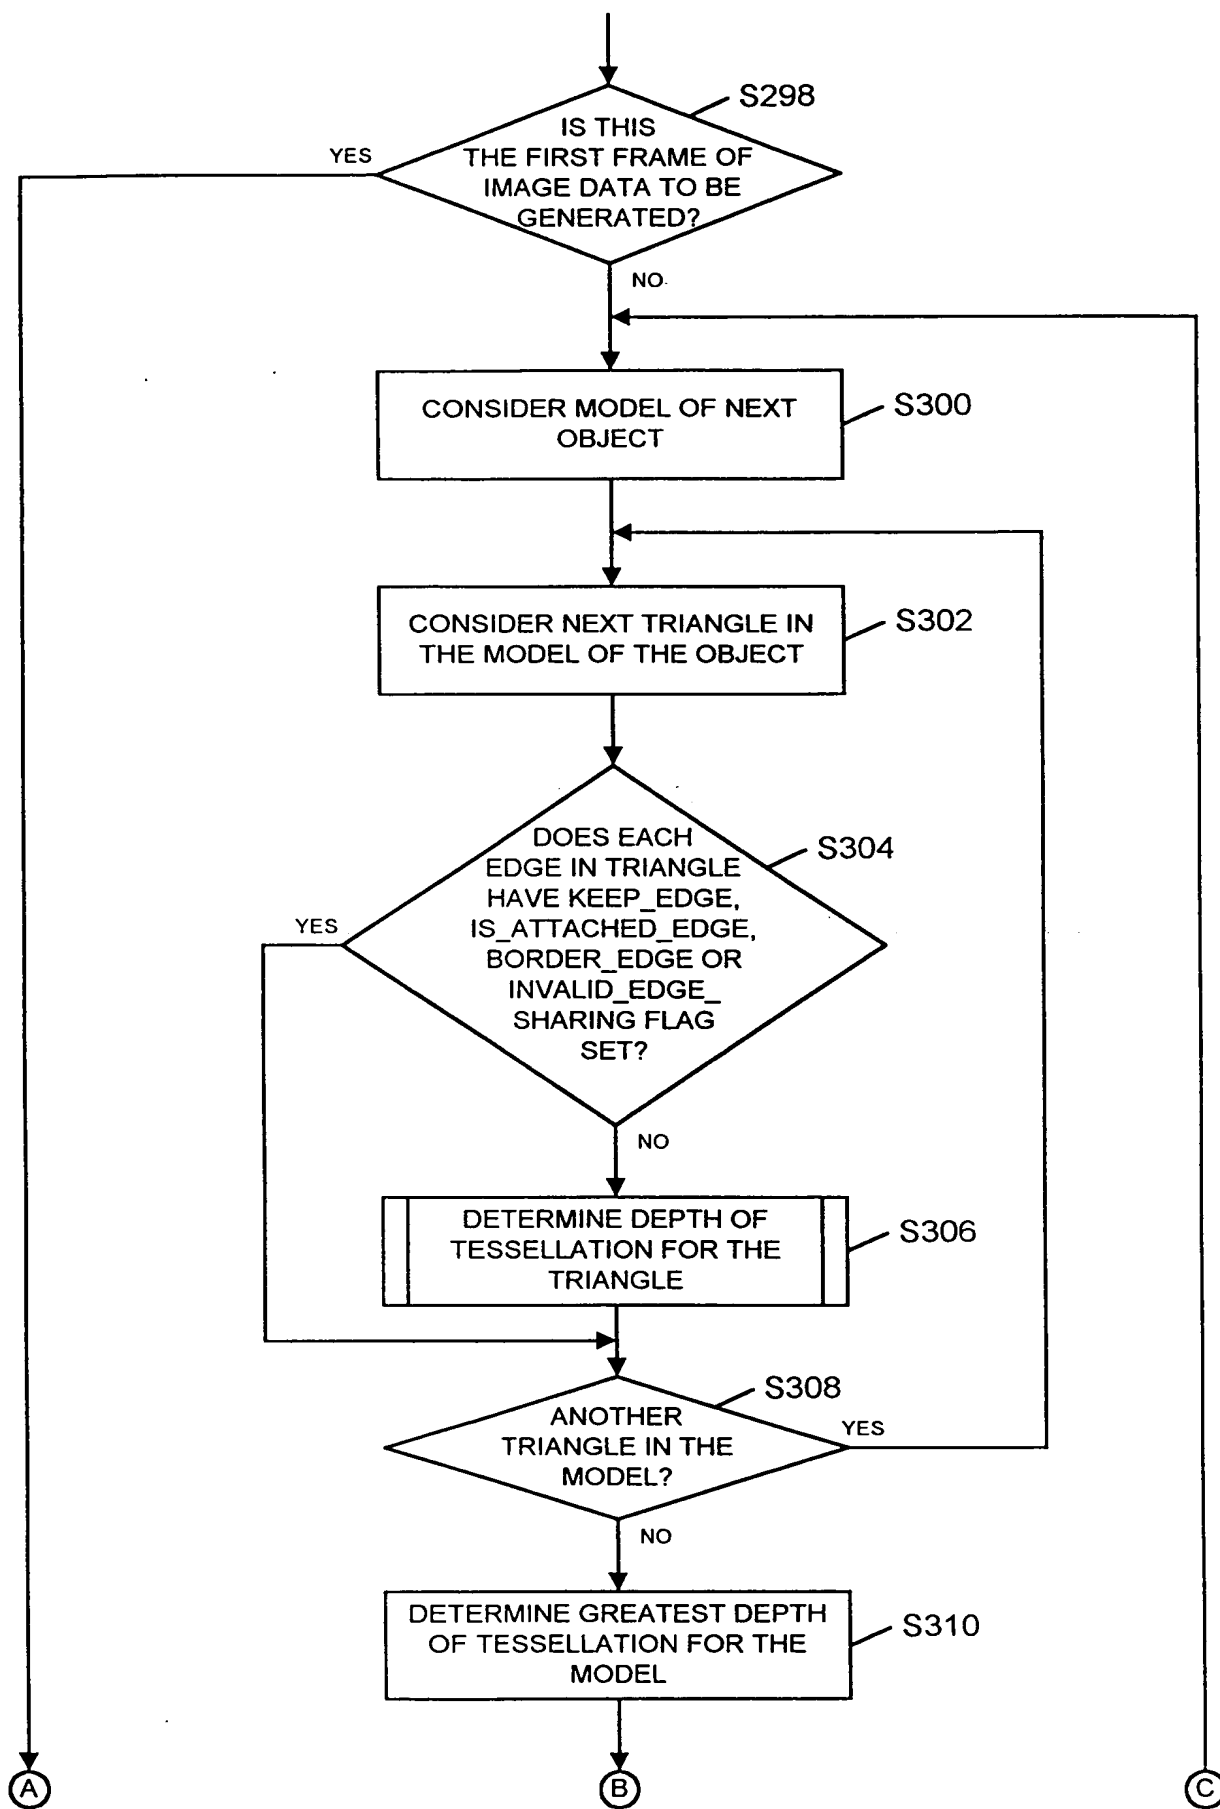 S298
IS THIS
THE FIRST FRAME OF
IMAGE DATA TO BE
GENERATED?
YES
NO
CONSIDER MODEL OF NEXT
OBJECT
S300
CONSIDER NEXT TRIANGLE IN
THE MODEL OF THE OBJECT
S302
DOES EACH
EDGE IN TRIANGLE
HAVE KEEP_EDGE,
IS_ATTACHED_EDGE,
BORDER_EDGE OR
INVALID_EDGE_
SHARING FLAG
SET?
S304
YES
NO
DETERMINE DEPTH OF
TESSELLATION FOR THE
TRIANGLE
S306
S308
ANOTHER
TRIANGLE IN THE
MODEL?
YES
NO
DETERMINE GREATEST DEPTH
OF TESSELLATION FOR THE
MODEL
S310
A
B
C